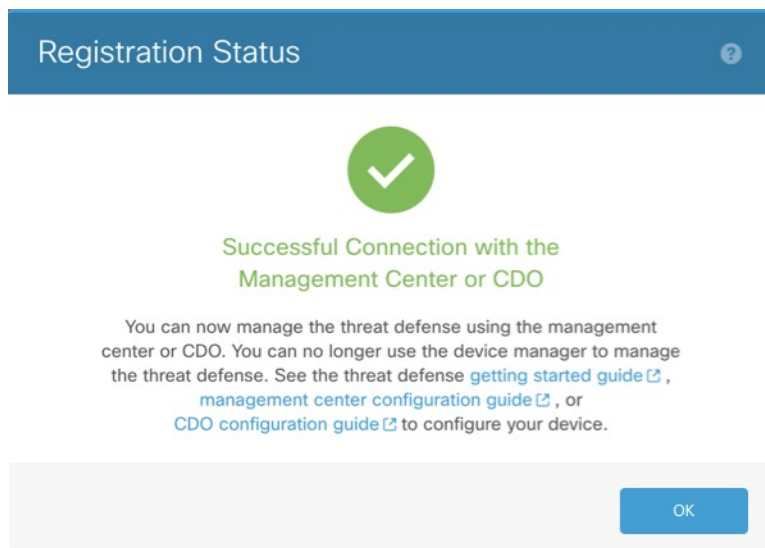 Registration Status
?
Successful Connection with the
Management Center or CDO
You can now manage the threat defense using the management
center or CDO. You can no longer use the device manager to manage
the threat defense. See the threat defense getting started guide ,
management center configuration guide , or
CDO configuration guide to configure your device.
OK